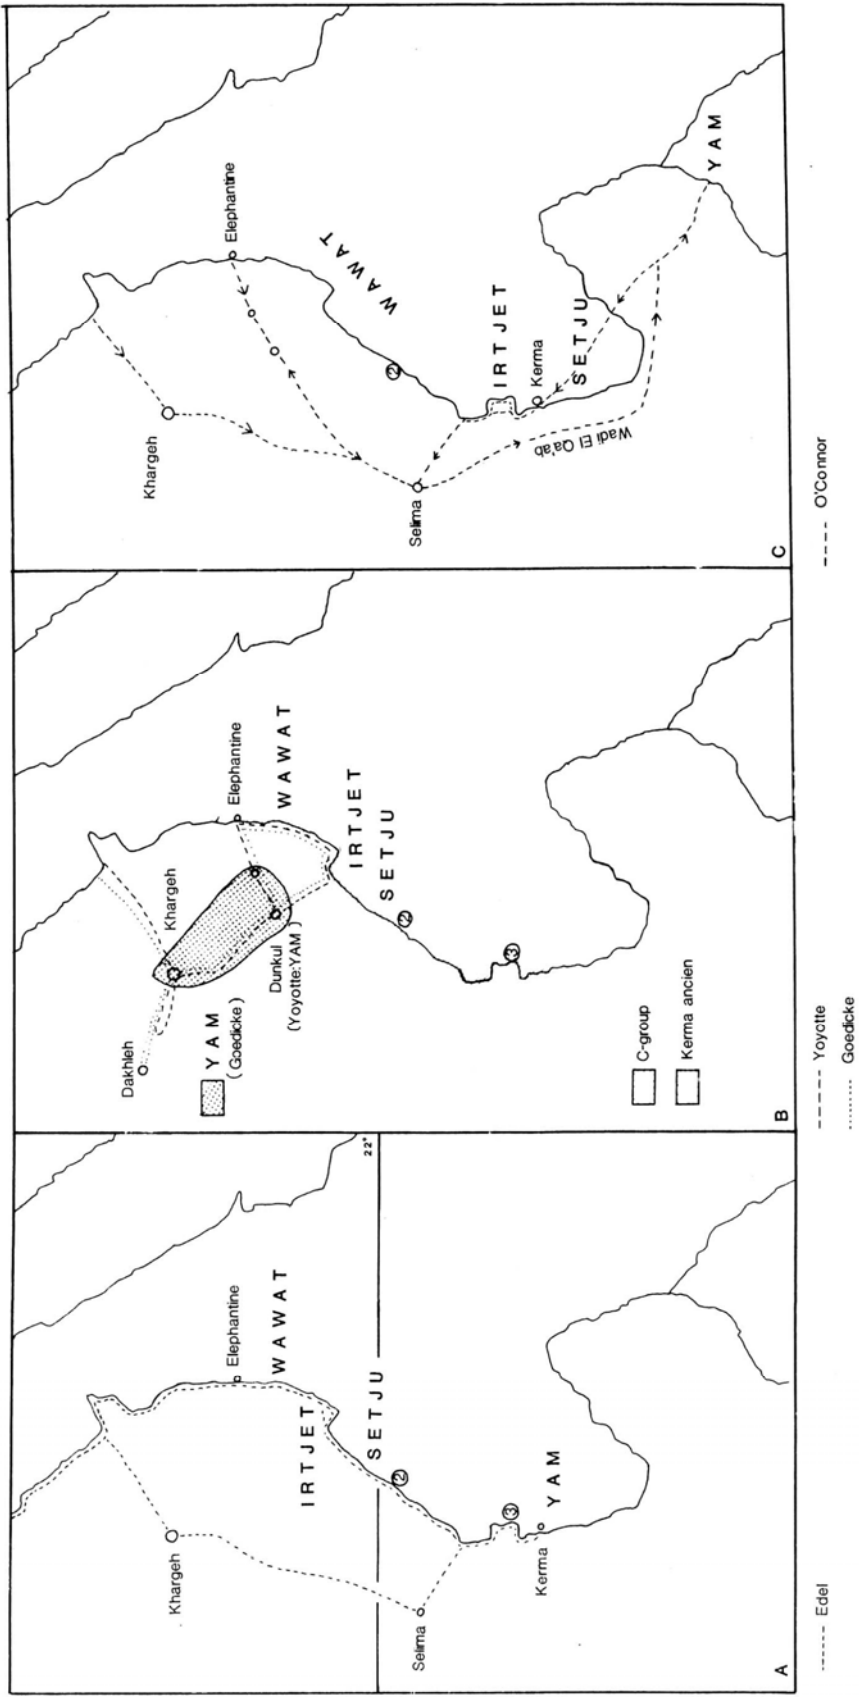 Khargeh
Elephantine
WAWAT
IRTJET
22°
SETJU
②
Selima
③
YAM
Kerma
A
Edel
Dakhleh
Khargeh
Elephantine
WAWAT
YAM
(Goedicke)
Dunkul
(Yoyotte:YAM)
IRTJET
SETJU
②
③
C-group
Kerma ancien
B
Yoyotte
Goedicke
Khargeh
Elephantine
WAWAT
②
Selima
IRTJET
Kerma
SETJU
Wadi El Qa'ab
YAM
C
O'Connor